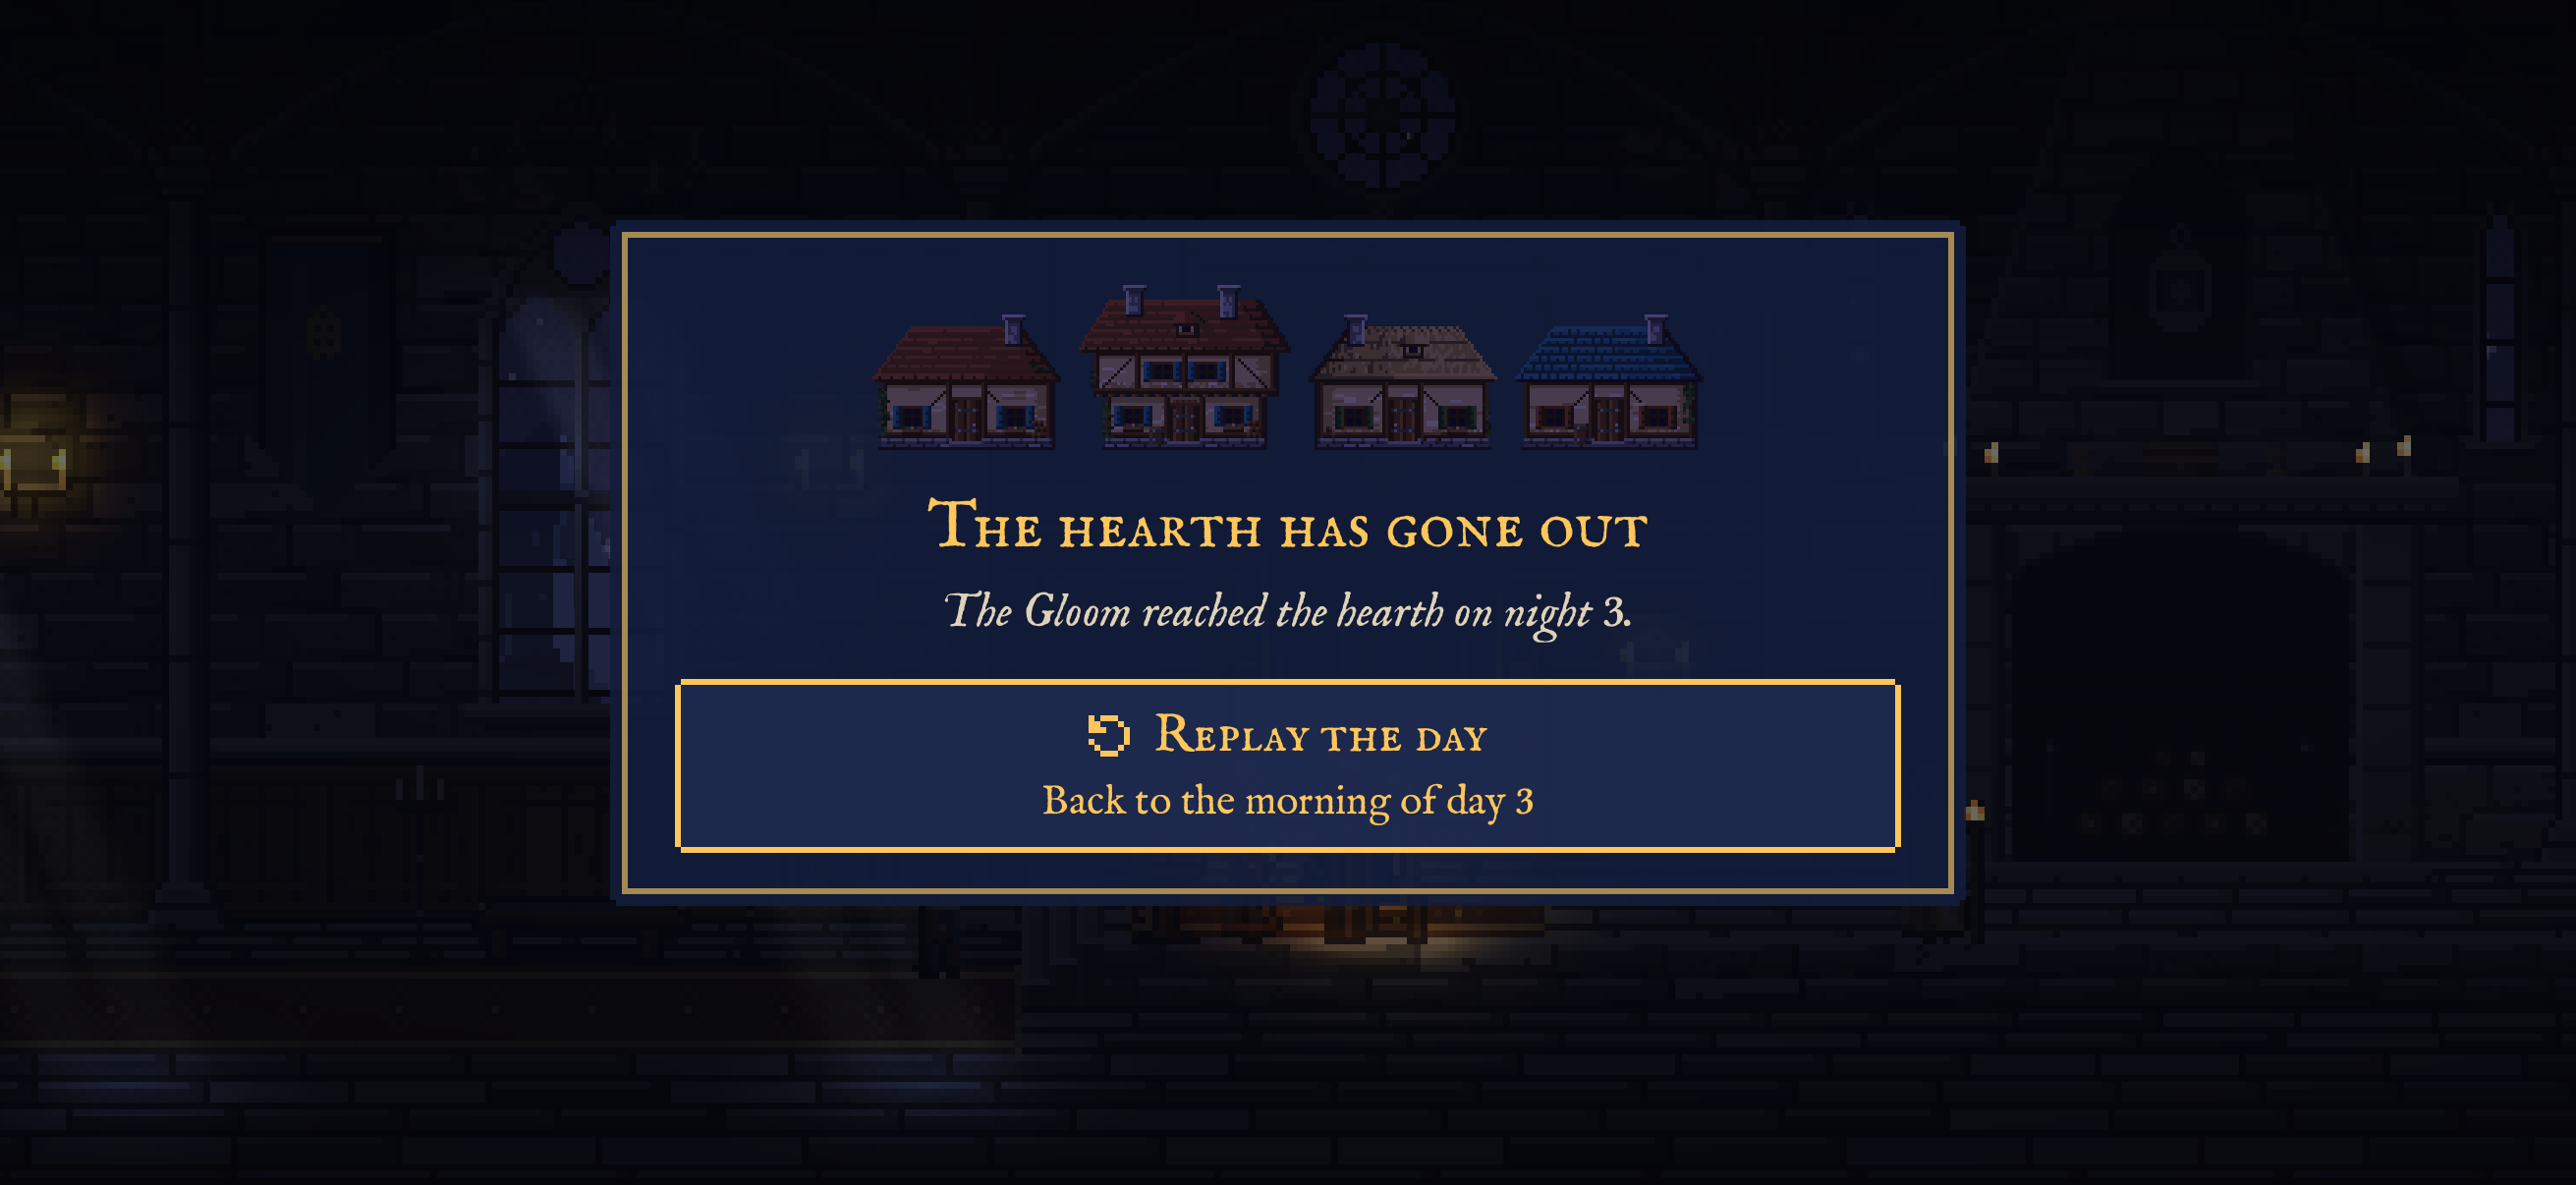 The hearth has gone out
The Gloom reached the hearth on night 3.
Replay the day
Back to the morning of day 3